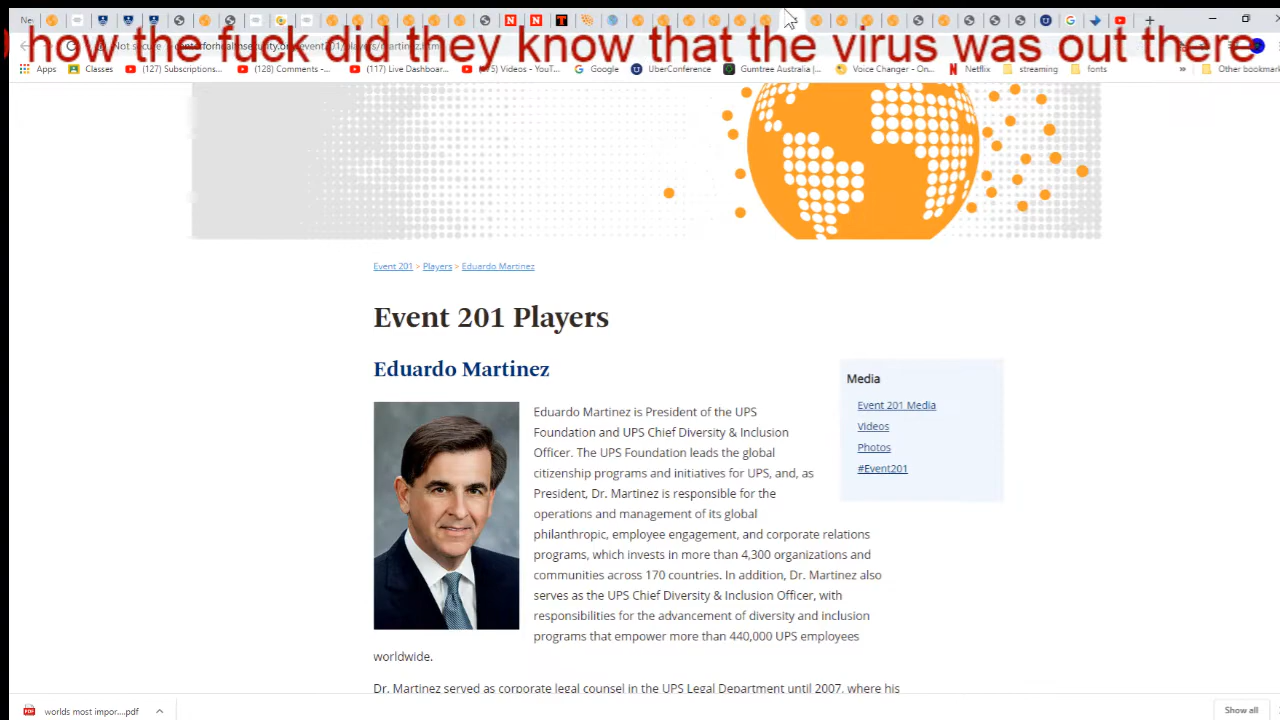 how the fuck did they know that the virus was out there
Apps
Classes
(127) Subscriptions...
(128) Comments -...
(117) Live Dashboar...
Google
UberConference
Gumtree Australia |...
Voice Changer - On...
Netflix
streaming
fonts
»
Other bookmark
Event 201 > Players > Eduardo Martinez
Event 201 Players
Eduardo Martinez
Eduardo Martinez is President of the UPS
Foundation and UPS Chief Diversity & Inclusion
Officer. The UPS Foundation leads the global
citizenship programs and initiatives for UPS, and, as
President, Dr. Martinez is responsible for the
operations and management of its global
philanthropic, employee engagement, and corporate relations
programs, which invests in more than 4,300 organizations and
communities across 170 countries. In addition, Dr. Martinez also
serves as the UPS Chief Diversity & Inclusion Officer, with
responsibilities for the advancement of diversity and inclusion
programs that empower more than 440,000 UPS employees
worldwide.
Dr. Martinez served as corporate legal counsel in the UPS Legal Department until 2007, where his
Media
Event 201 Media
Videos
Photos
#Event201
worlds most impor....pdf
Show all